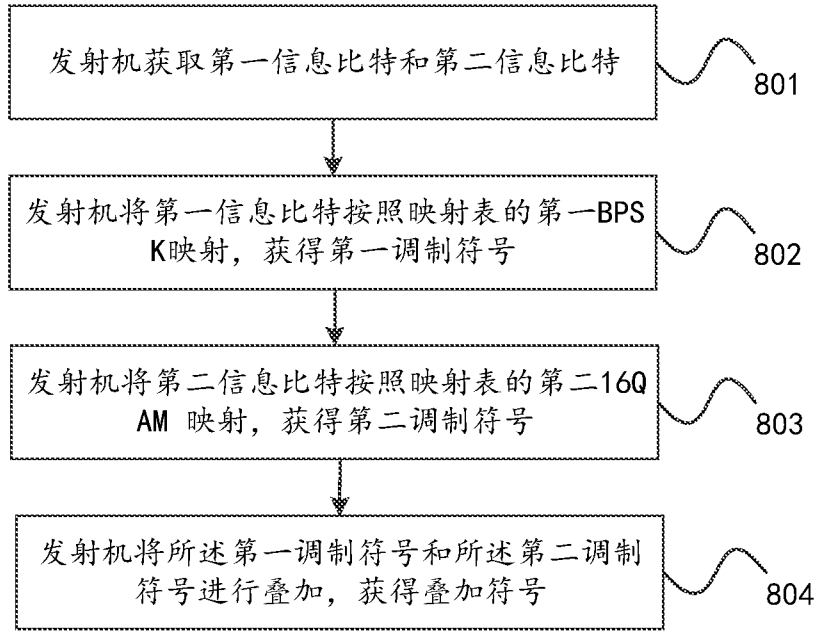 发射机获取第一信息比特和第二信息比特
801
发射机将第一信息比特按照映射表的第一BPS
K映射，获得第一调制符号
802
发射机将第二信息比特按照映射表的第二16Q
AM 映射，获得第二调制符号
803
发射机将所述第一调制符号和所述第二调制
符号进行叠加，获得叠加符号
804